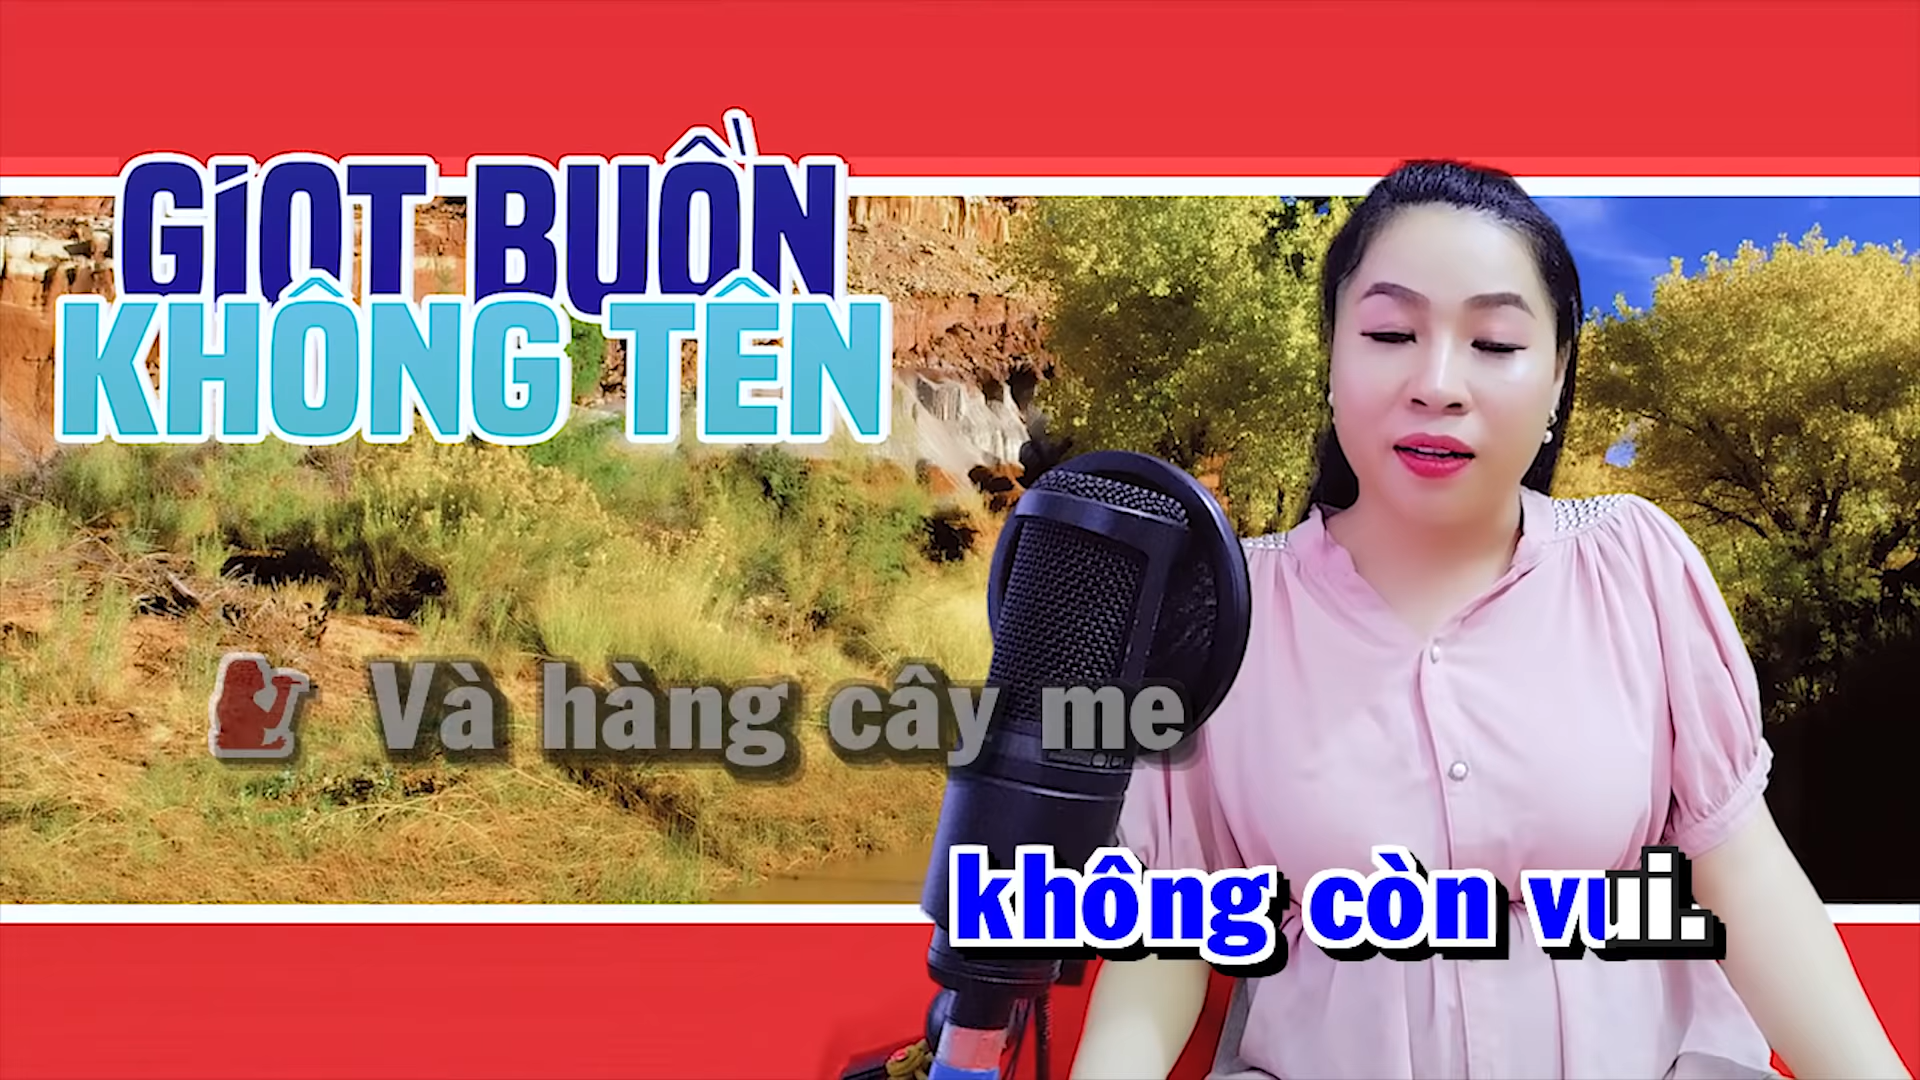 GIỌT BUỒN
KHÔNG TÊN
Và hàng cây me
không còn vui.